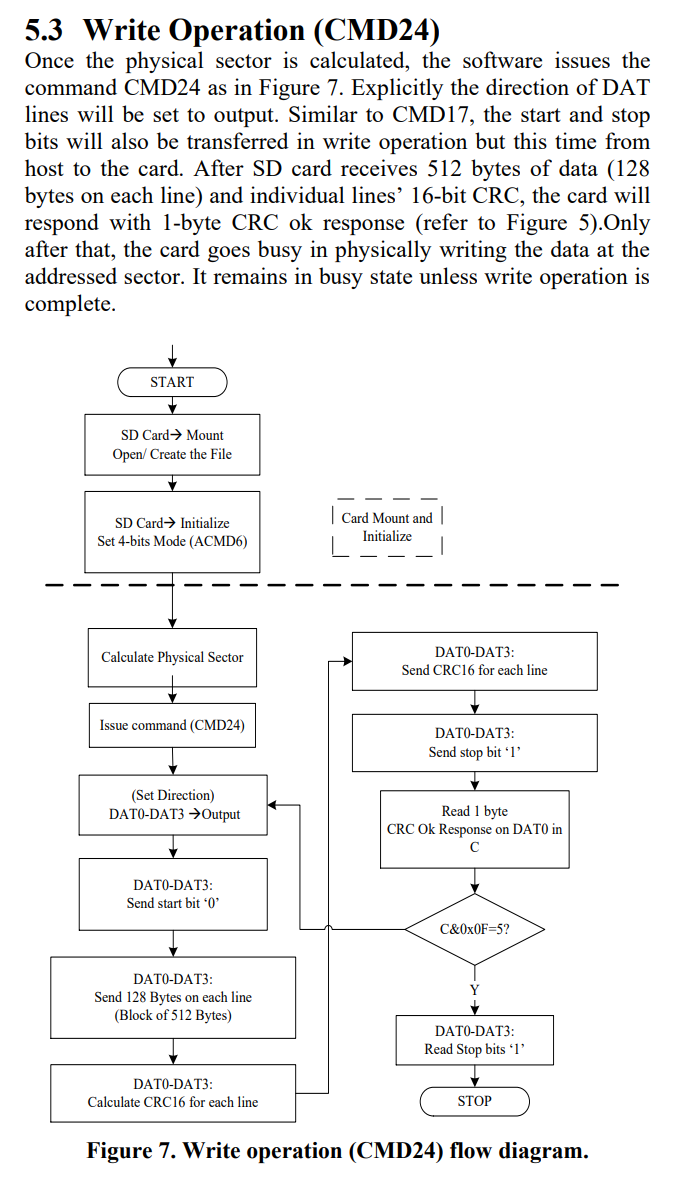 5.3 Write Operation (CMD24)
Once the physical sector is calculated, the software issues the
command CMD24 as in Figure 7. Explicitly the direction of DAT
lines will be set to output. Similar to CMD17, the start and stop
bits will also be transferred in write operation but this time from
host to the card. After SD card receives 512 bytes of data (128
bytes on each line) and individual lines’ 16-bit CRC, the card will
respond with 1-byte CRC ok response (refer to Figure 5).Only
after that, the card goes busy in physically writing the data at the
addressed sector. It remains in busy state unless write operation is
complete.
START
SD Card→ Mount
Open/ Create the File
SD Card→ Initialize
Set 4-bits Mode (ACMD6)
Card Mount and
Initialize
Calculate Physical Sector
Issue command (CMD24)
(Set Direction)
DAT0-DAT3 →Output
DAT0-DAT3:
Send start bit ‘0’
DAT0-DAT3:
Send 128 Bytes on each line
(Block of 512 Bytes)
DAT0-DAT3:
Calculate CRC16 for each line
DAT0-DAT3:
Send CRC16 for each line
DAT0-DAT3:
Send stop bit ‘1’
Read 1 byte
CRC Ok Response on DAT0 in
C
C&0x0F=5?
Y
DAT0-DAT3:
Read Stop bits ‘1’
STOP
Figure 7. Write operation (CMD24) flow diagram.